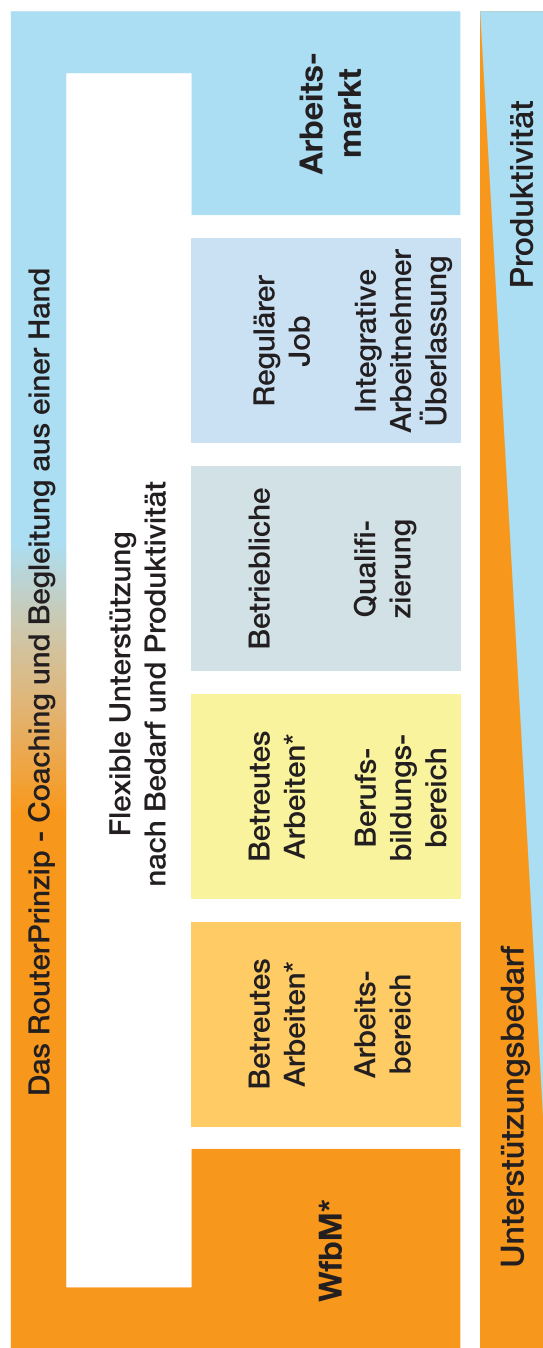 Das RouterPrinzip - Coaching und Begleitung aus einer Hand
Flexible Unterstützung
nach Bedarf und Produktivität
WfbM*
Betreutes
Arbeiten*
Arbeits-
bereich
Betreutes
Arbeiten*
Berufs-
bildungs-
bereich
Betriebliche
Qualifi-
zierung
Regulärer
Job
Integrative
Arbeitnehmer
Überlassung
Arbeits-
markt
Unterstützungsbedarf
Produktivität